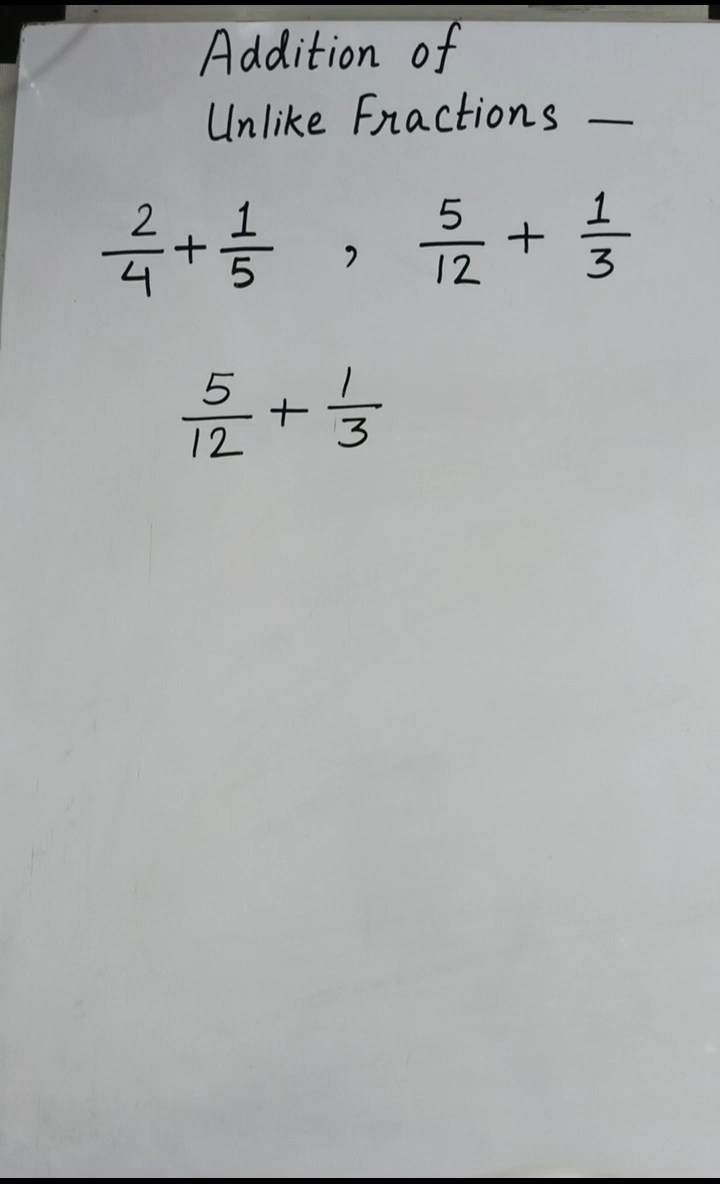 Addition of
Unlike Fractions —
2/4 + 1/5 , 5/12 + 1/3
5/12 + 1/3